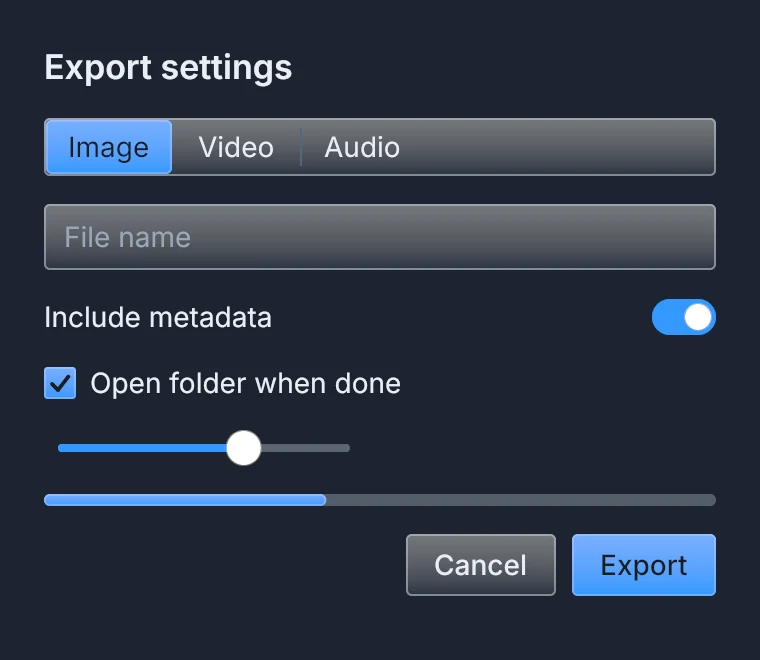 Export settings
Image Video Audio
File name
Include metadata
Open folder when done
Cancel Export